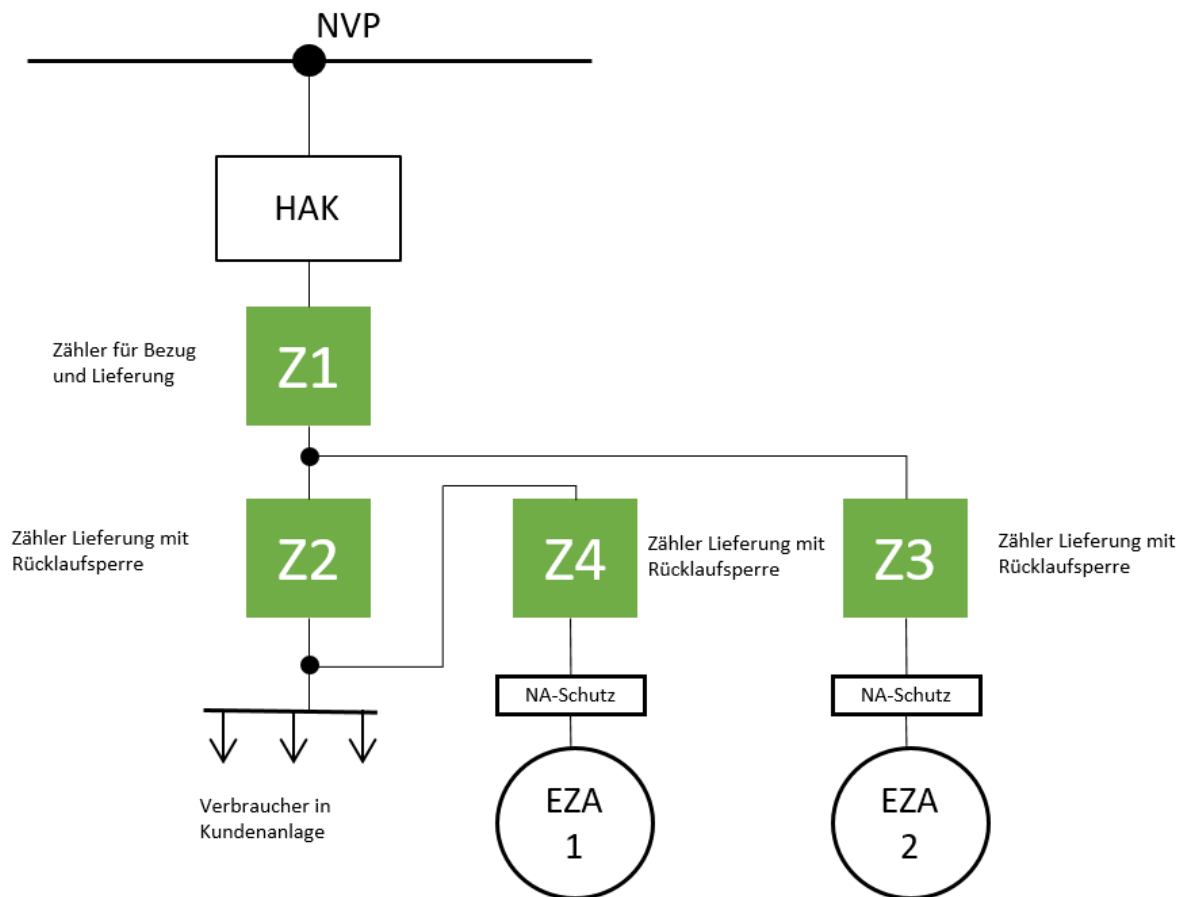 NVP
HAK
Zähler für Bezug
und Lieferung
Z1
Zähler Lieferung mit
Rücklaufsperre
Z2
Z4
Zähler Lieferung mit
Rücklaufsperre
Z3
Zähler Lieferung mit
Rücklaufsperre
NA-Schutz
NA-Schutz
Verbraucher in
Kundenanlage
EZA
1
EZA
2